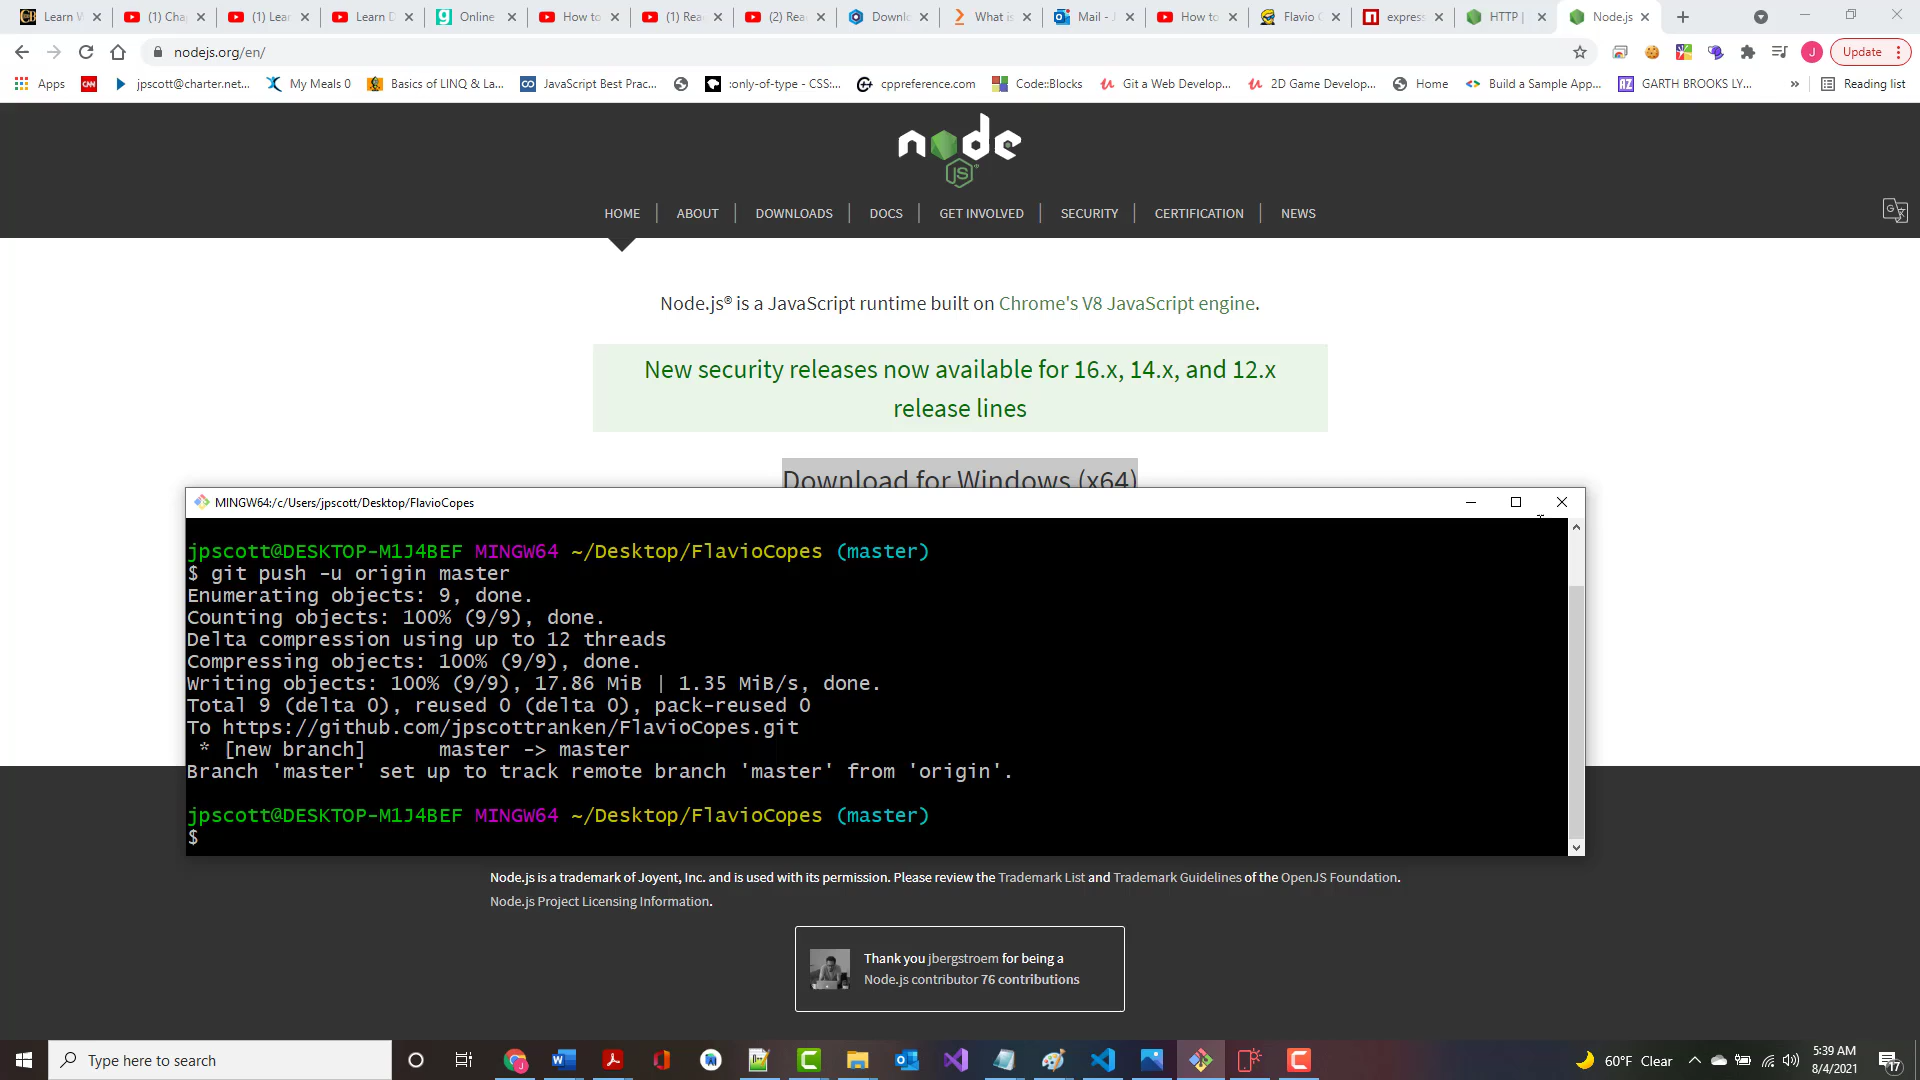 Learn W
(1) Cha
(1) Lear
Learn D
Online
How to
(1) Rea
(2) Rea
Downlo
What is
Mail - J
How to
Flavio C
express
HTTP |
Node.js
nodejs.org/en/
Update
Apps
CNN
jpscott@charter.net...
My Meals 0
Basics of LINQ & La...
JavaScript Best Prac...
:only-of-type - CSS:...
cppreference.com
Code::Blocks
Git a Web Develop...
2D Game Develop...
Home
Build a Sample App...
GARTH BROOKS LY...
»
Reading list
node
JS
HOME
ABOUT
DOWNLOADS
DOCS
GET INVOLVED
SECURITY
CERTIFICATION
NEWS
Node.js® is a JavaScript runtime built on Chrome's V8 JavaScript engine.
New security releases now available for 16.x, 14.x, and 12.x
release lines
Download for Windows (x64)
MINGW64:/c/Users/jpscott/Desktop/FlavioCopes
jpscott@DESKTOP-M1J4BEF MINGW64 ~/Desktop/FlavioCopes (master)
$ git push -u origin master
Enumerating objects: 9, done.
Counting objects: 100% (9/9), done.
Delta compression using up to 12 threads
Compressing objects: 100% (9/9), done.
Writing objects: 100% (9/9), 17.86 MiB | 1.35 MiB/s, done.
Total 9 (delta 0), reused 0 (delta 0), pack-reused 0
To https://github.com/jpscottranken/FlavioCopes.git
* [new branch] master -> master
Branch 'master' set up to track remote branch 'master' from 'origin'.
jpscott@DESKTOP-M1J4BEF MINGW64 ~/Desktop/FlavioCopes (master)
$
Node.js is a trademark of Joyent, Inc. and is used with its permission. Please review the Trademark List and Trademark Guidelines of the OpenJS Foundation.
Node.js Project Licensing Information.
Thank you jbergstroem for being a
Node.js contributor 76 contributions
Type here to search
60°F Clear
5:39 AM
8/4/2021
17